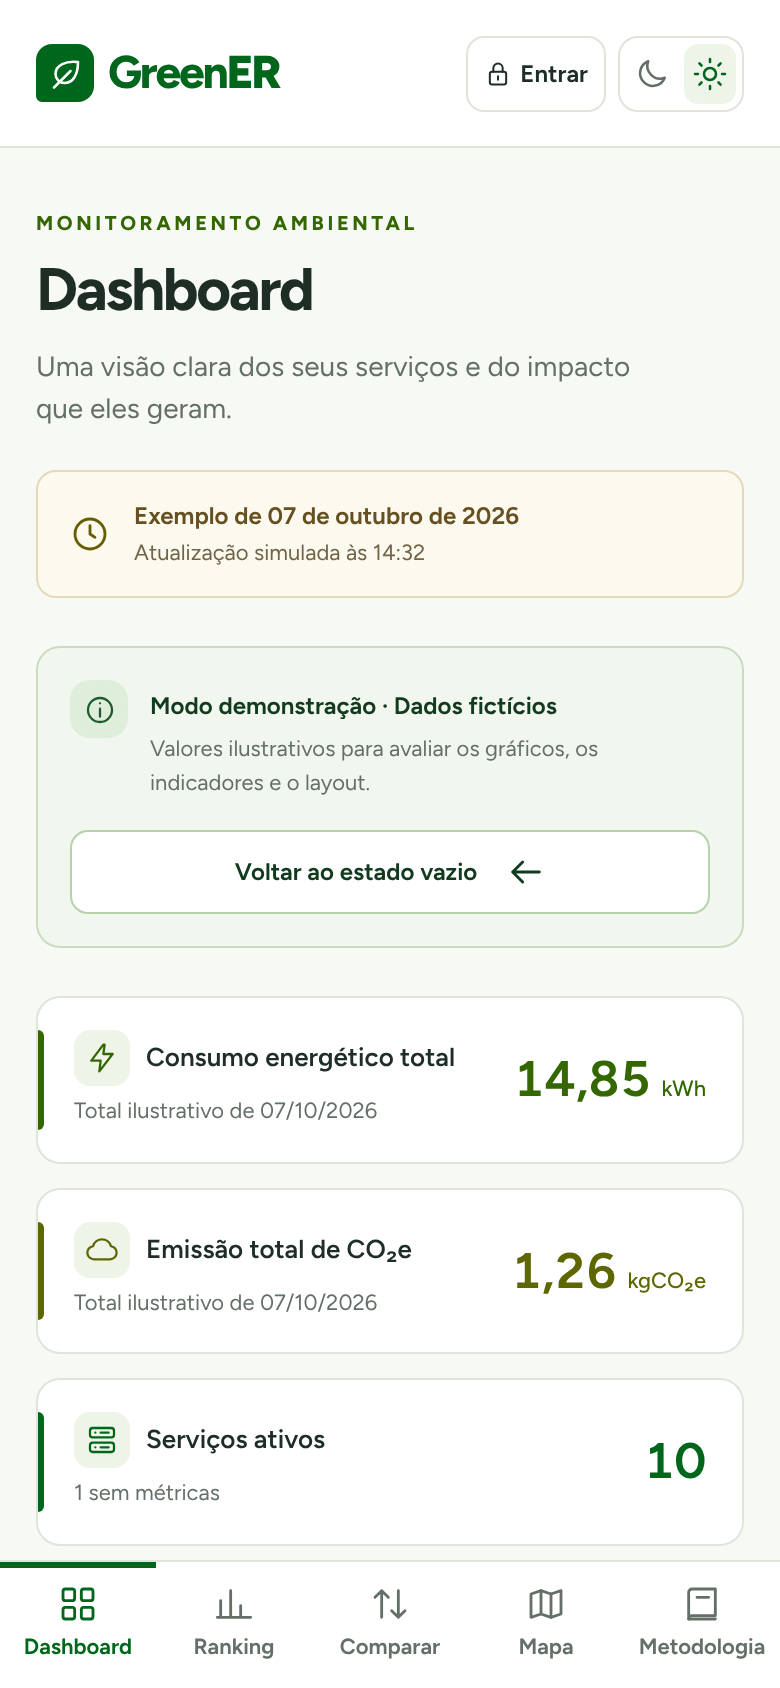 GreenER
Entrar
MONITORAMENTO AMBIENTAL
Dashboard
Uma visão clara dos seus serviços e do impacto
que eles geram.
Exemplo de 07 de outubro de 2026
Atualização simulada às 14:32
Modo demonstração · Dados fictícios
Valores ilustrativos para avaliar os gráficos, os
indicadores e o layout.
Voltar ao estado vazio
Consumo energético total
Total ilustrativo de 07/10/2026
14,85 kWh
Emissão total de CO₂e
Total ilustrativo de 07/10/2026
1,26 kgCO₂e
Serviços ativos
1 sem métricas
10
Dashboard
Ranking
Comparar
Mapa
Metodologia